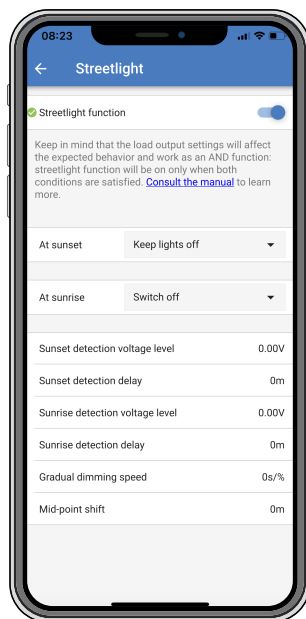 08:23
Streetlight
Streetlight function
Keep in mind that the load output settings will affect
the expected behavior and work as an AND function:
streetlight function will be on only when both
conditions are satisfied. Consult the manual to learn
more.
At sunset Keep lights off
At sunrise Switch off
Sunset detection voltage level 0.00V
Sunset detection delay 0m
Sunrise detection voltage level 0.00V
Sunrise detection delay 0m
Gradual dimming speed 0s/%
Mid-point shift 0m